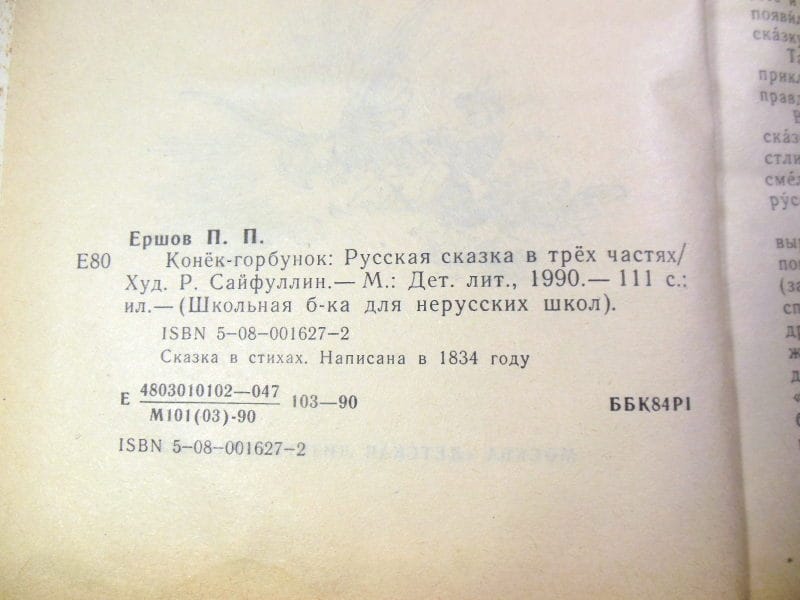 Ершов П. П.
Е80 Конёк-горбунок: Русская сказка в трёх частях/
Худ. Р. Сайфуллин.— М.: Дет. лит., 1990.— 111 с.:
ил.— (Школьная б-ка для нерусских школ).
ISBN 5-08-001627-2
Сказка в стихах. Написана в 1834 году
Е 4803010102—047
М101(03)-90
103—90
ББК84Р1
ISBN 5-08-001627-2